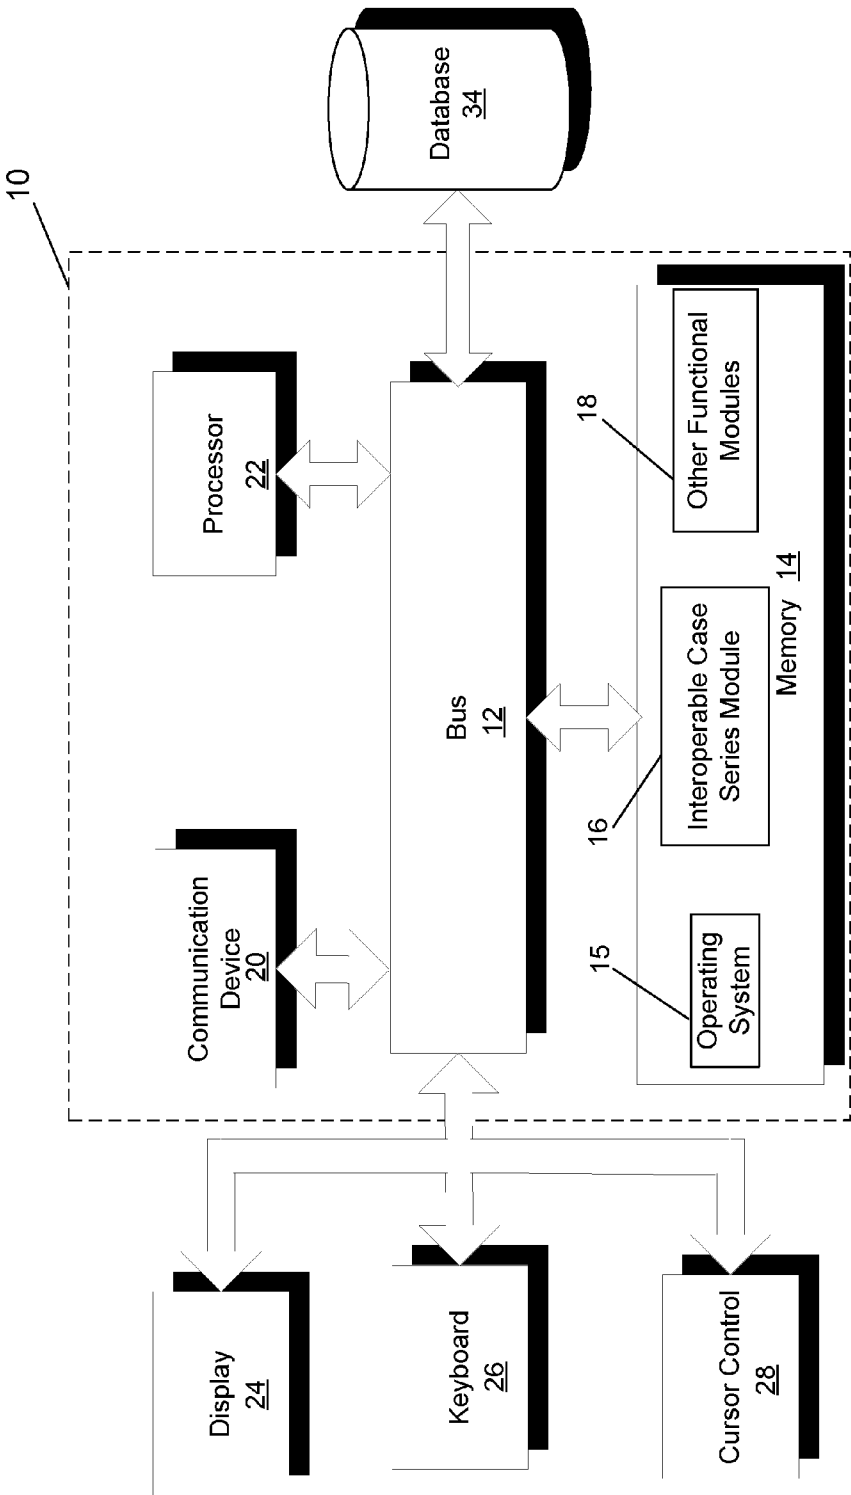 10
Display
24
Communication
Device
20
Processor
22
Keyboard
26
Bus
12
Database
34
Cursor Control
28
15
Operating
System
16
Interoperable Case
Series Module
18
Other Functional
Modules
Memory
14